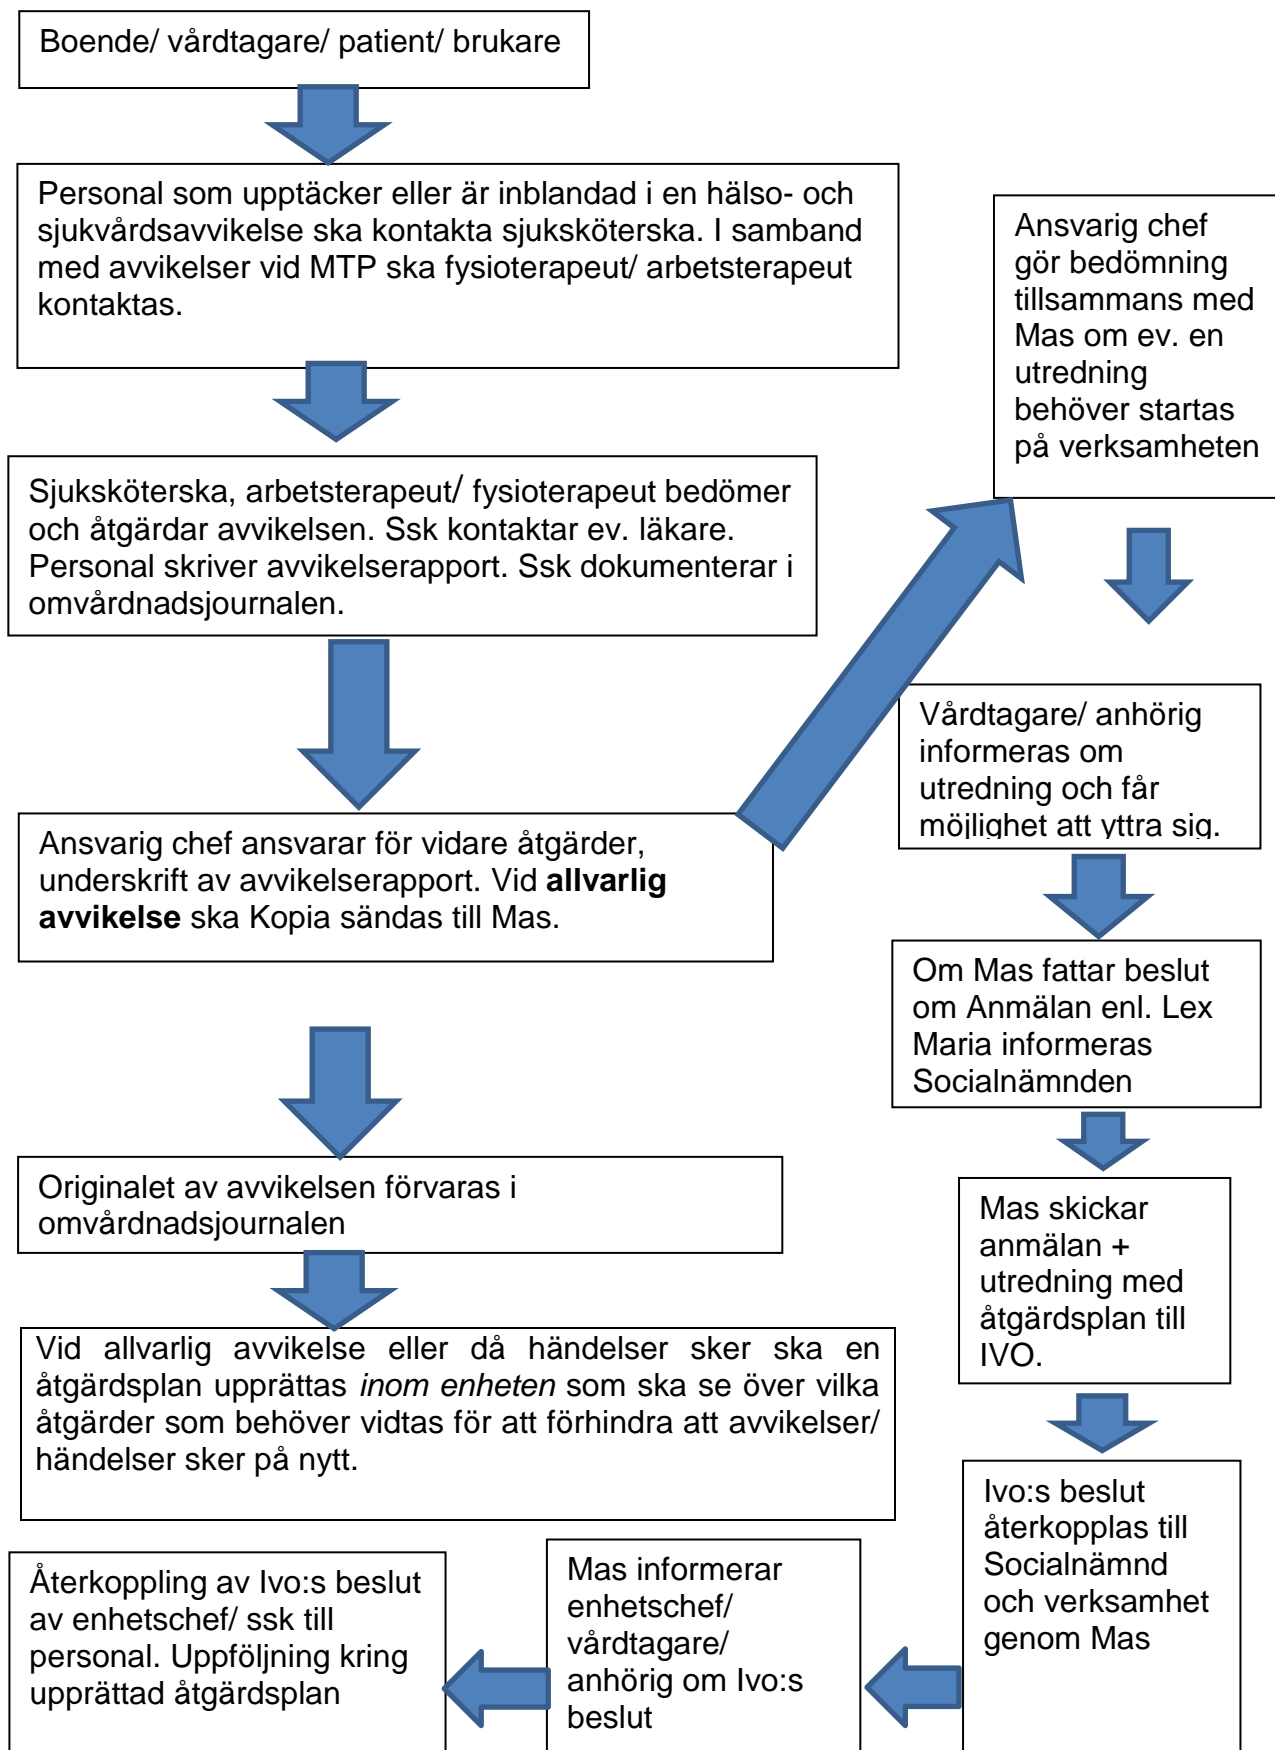 Boende/ vårdtagare/ patient/ brukare
Personal som upptäcker eller är inblandad i en hälso- och
sjukvårdsavvikelse ska kontakta sjuksköterska. I samband
med avvikelser vid MTP ska fysioterapeut/ arbetsterapeut
kontaktas.
Sjuksköterska, arbetsterapeut/ fysioterapeut bedömer
och åtgärdar avvikelsen. Ssk kontaktar ev. läkare.
Personal skriver avvikelserapport. Ssk dokumenterar i
omvårdnadsjournalen.
Ansvarig chef ansvarar för vidare åtgärder,
underskrift av avvikelserapport. Vid allvarlig
avvikelse ska Kopia sändas till Mas.
Originalet av avvikelsen förvaras i
omvårdnadsjournalen
Vid allvarlig avvikelse eller då händelser sker ska en
åtgärdsplan upprättas inom enheten som ska se över vilka
åtgärder som behöver vidtas för att förhindra att avvikelser/
händelser sker på nytt.
Ansvarig chef
gör bedömning
tillsammans med
Mas om ev. en
utredning
behöver startas
på verksamheten
Vårdtagare/ anhörig
informeras om
utredning och får
möjlighet att yttra sig.
Om Mas fattar beslut
om Anmälan enl. Lex
Maria informeras
Socialnämnden
Mas skickar
anmälan +
utredning med
åtgärdsplan till
IVO.
Ivo:s beslut
återkopplas till
Socialnämnd
och verksamhet
genom Mas
Mas informerar
enhetschef/
vårdtagare/
anhörig om Ivo:s
beslut
Återkoppling av Ivo:s beslut
av enhetschef/ ssk till
personal. Uppföljning kring
upprättad åtgärdsplan